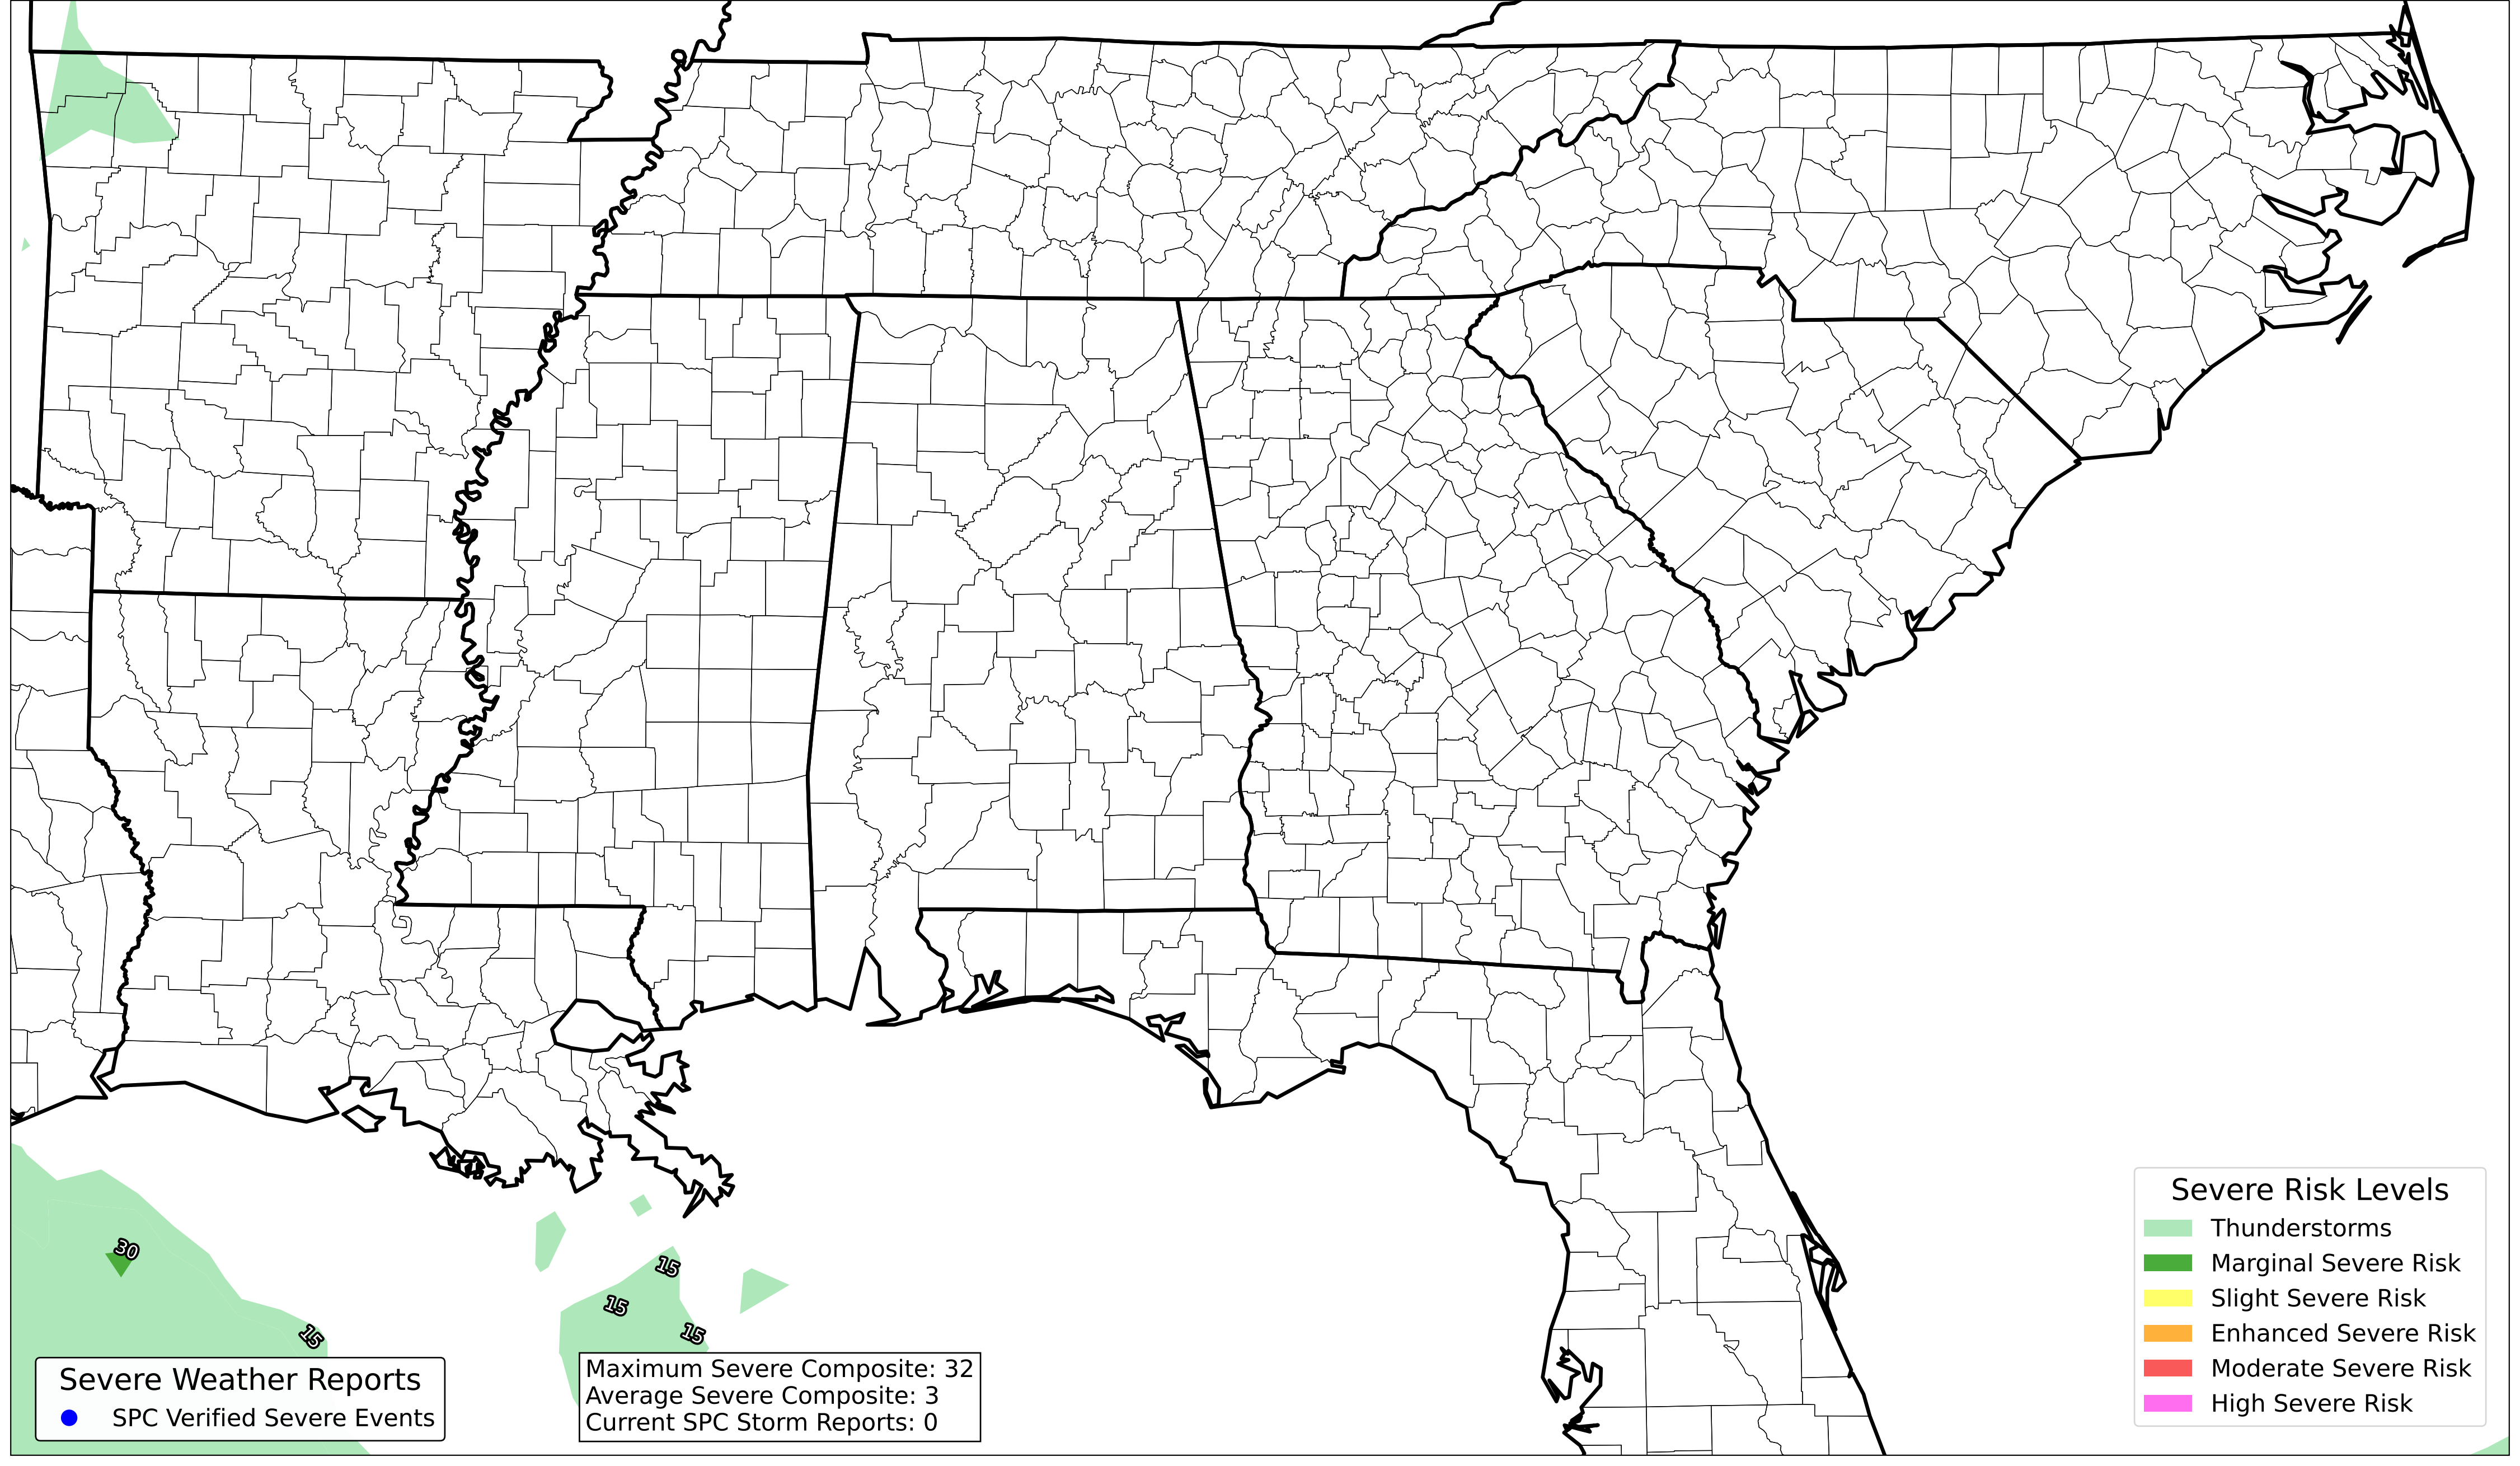 30
15
15
15
15
Severe Weather Reports
SPC Verified Severe Events
Maximum Severe Composite: 32
Average Severe Composite: 3
Current SPC Storm Reports: 0
Severe Risk Levels
Thunderstorms
Marginal Severe Risk
Slight Severe Risk
Enhanced Severe Risk
Moderate Severe Risk
High Severe Risk